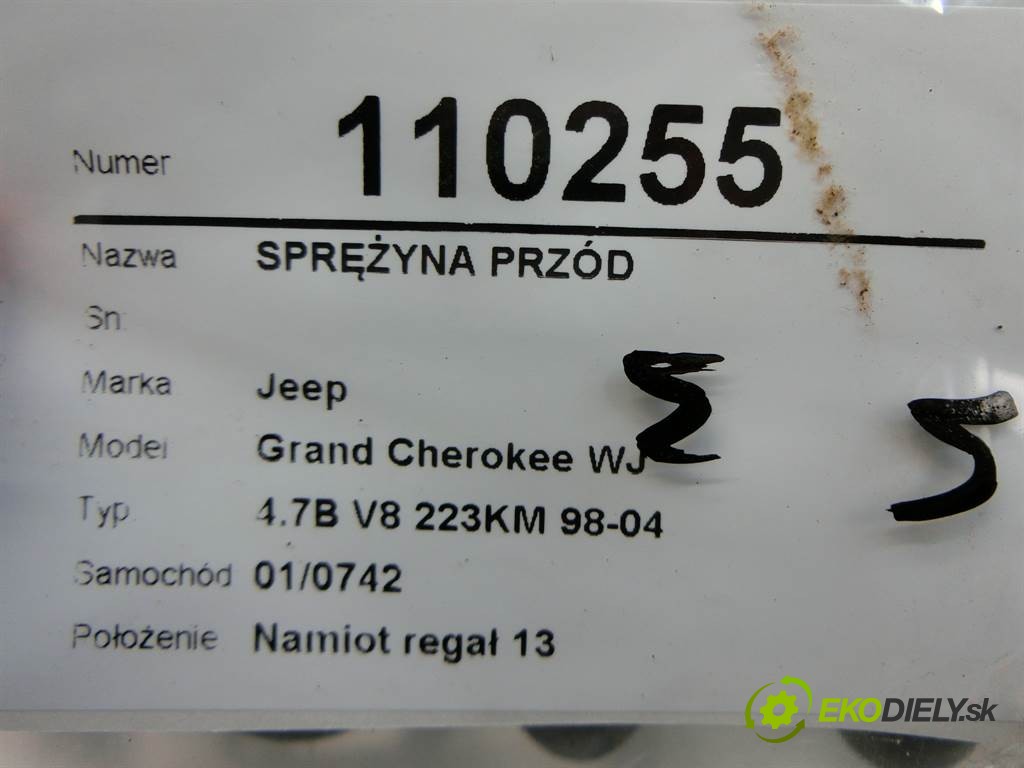 Numer 110255
Nazwa SPRĘŻYNA PRZÓD
Sn:
Marka Jeep
Model Grand Cherokee WJ
Typ 4.7B V8 223KM 98-04
Samochód 01/0742
Położenie Namiot regał 13
EKODIELY.sk